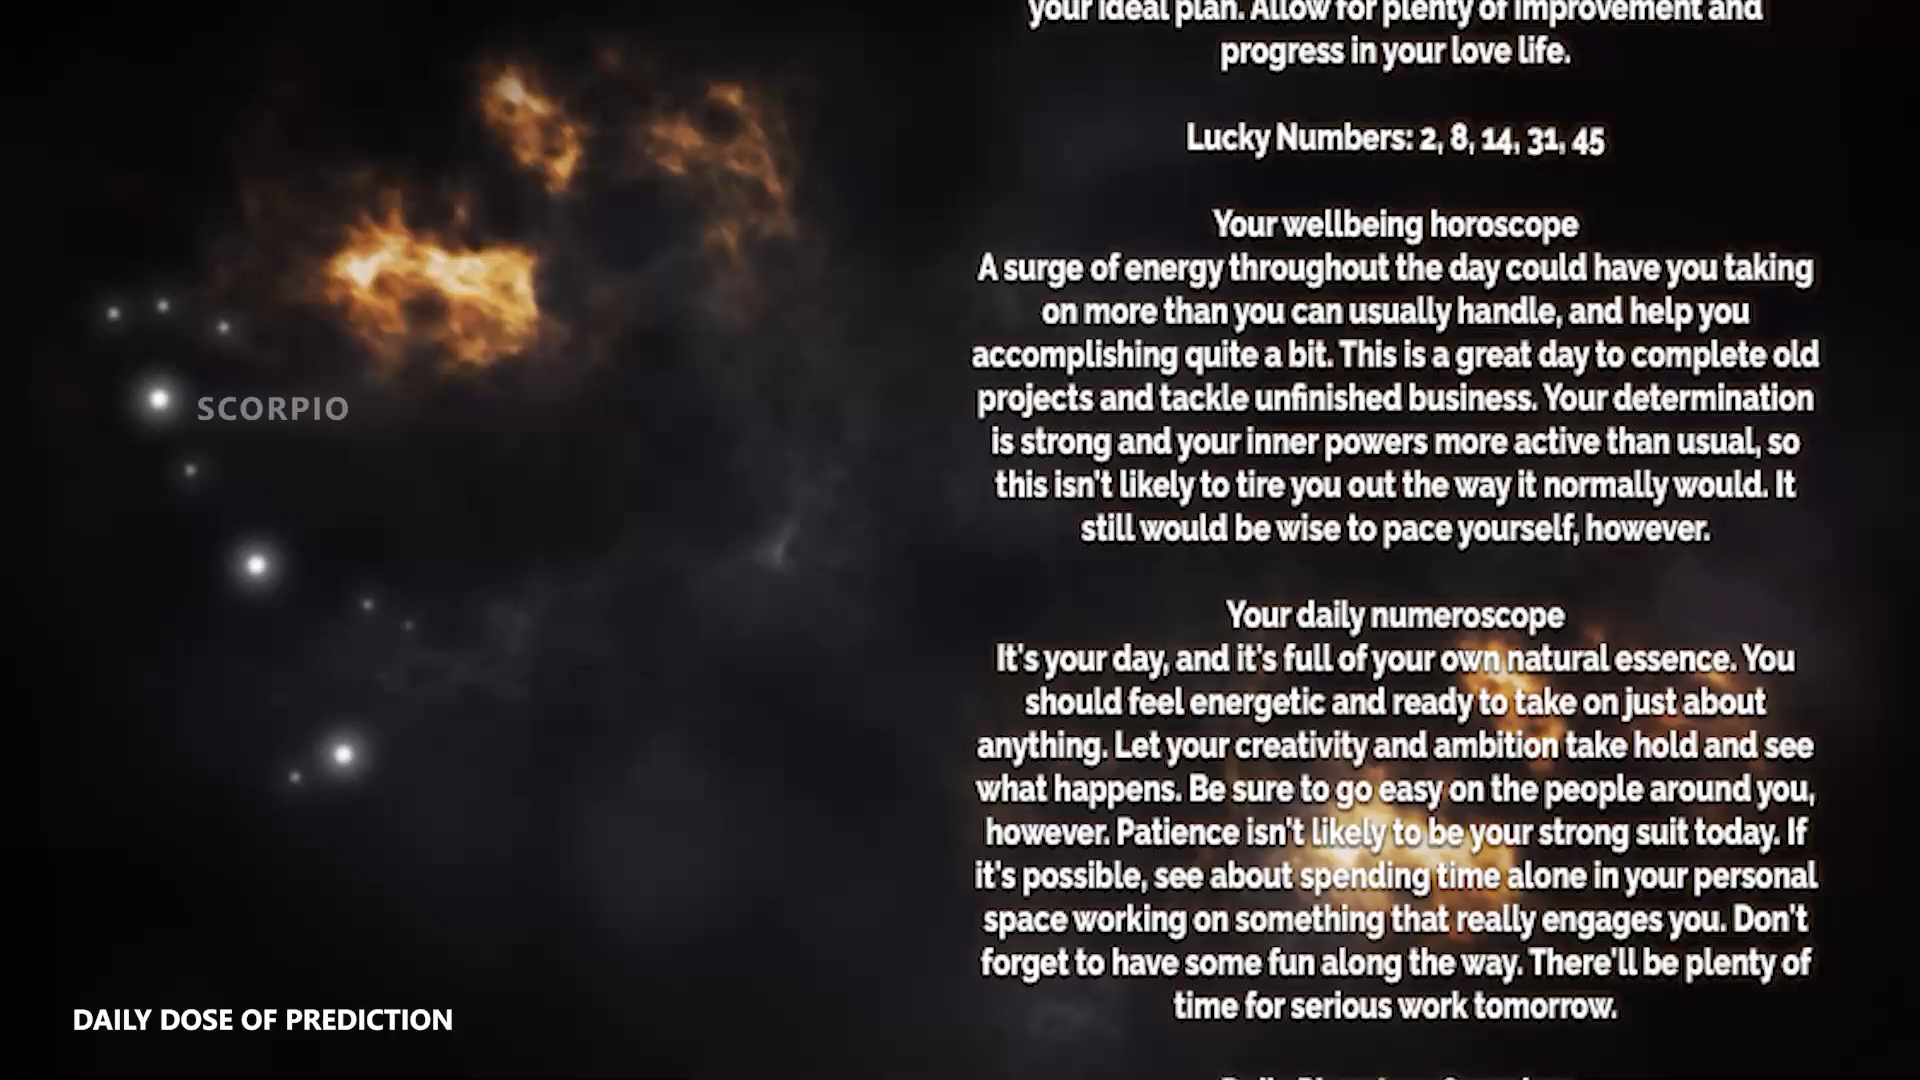 your ideal plan. Allow for plenty of improvement and
progress in your love life.
Lucky Numbers: 2, 8, 14, 31, 45
Your wellbeing horoscope
A surge of energy throughout the day could have you taking
on more than you can usually handle, and help you
accomplishing quite a bit. This is a great day to complete old
projects and tackle unfinished business. Your determination
is strong and your inner powers more active than usual, so
this isn't likely to tire you out the way it normally would. It
still would be wise to pace yourself, however.
Your daily numeroscope
It's your day, and it's full of your own natural essence. You
should feel energetic and ready to take on just about
anything. Let your creativity and ambition take hold and see
what happens. Be sure to go easy on the people around you,
however. Patience isn't likely to be your strong suit today. If
it's possible, see about spending time alone in your personal
space working on something that really engages you. Don't
forget to have some fun along the way. There'll be plenty of
time for serious work tomorrow.
SCORPIO
DAILY DOSE OF PREDICTION